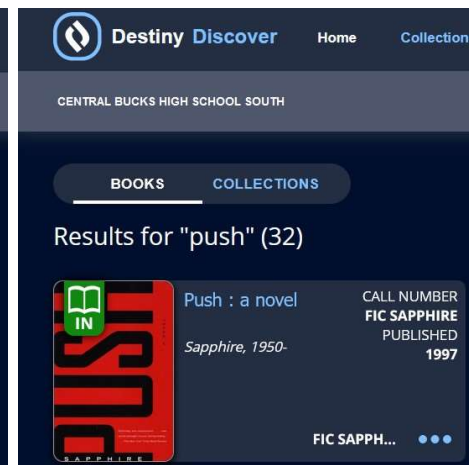 Destiny Discover
Home
Collection
CENTRAL BUCKS HIGH SCHOOL SOUTH
BOOKS
COLLECTIONS
Results for "push" (32)
IN
PUSH
SAPPHIRE
Push : a novel
Sapphire, 1950-
CALL NUMBER
FIC SAPPHIRE
PUBLISHED
1997
FIC SAPPH...